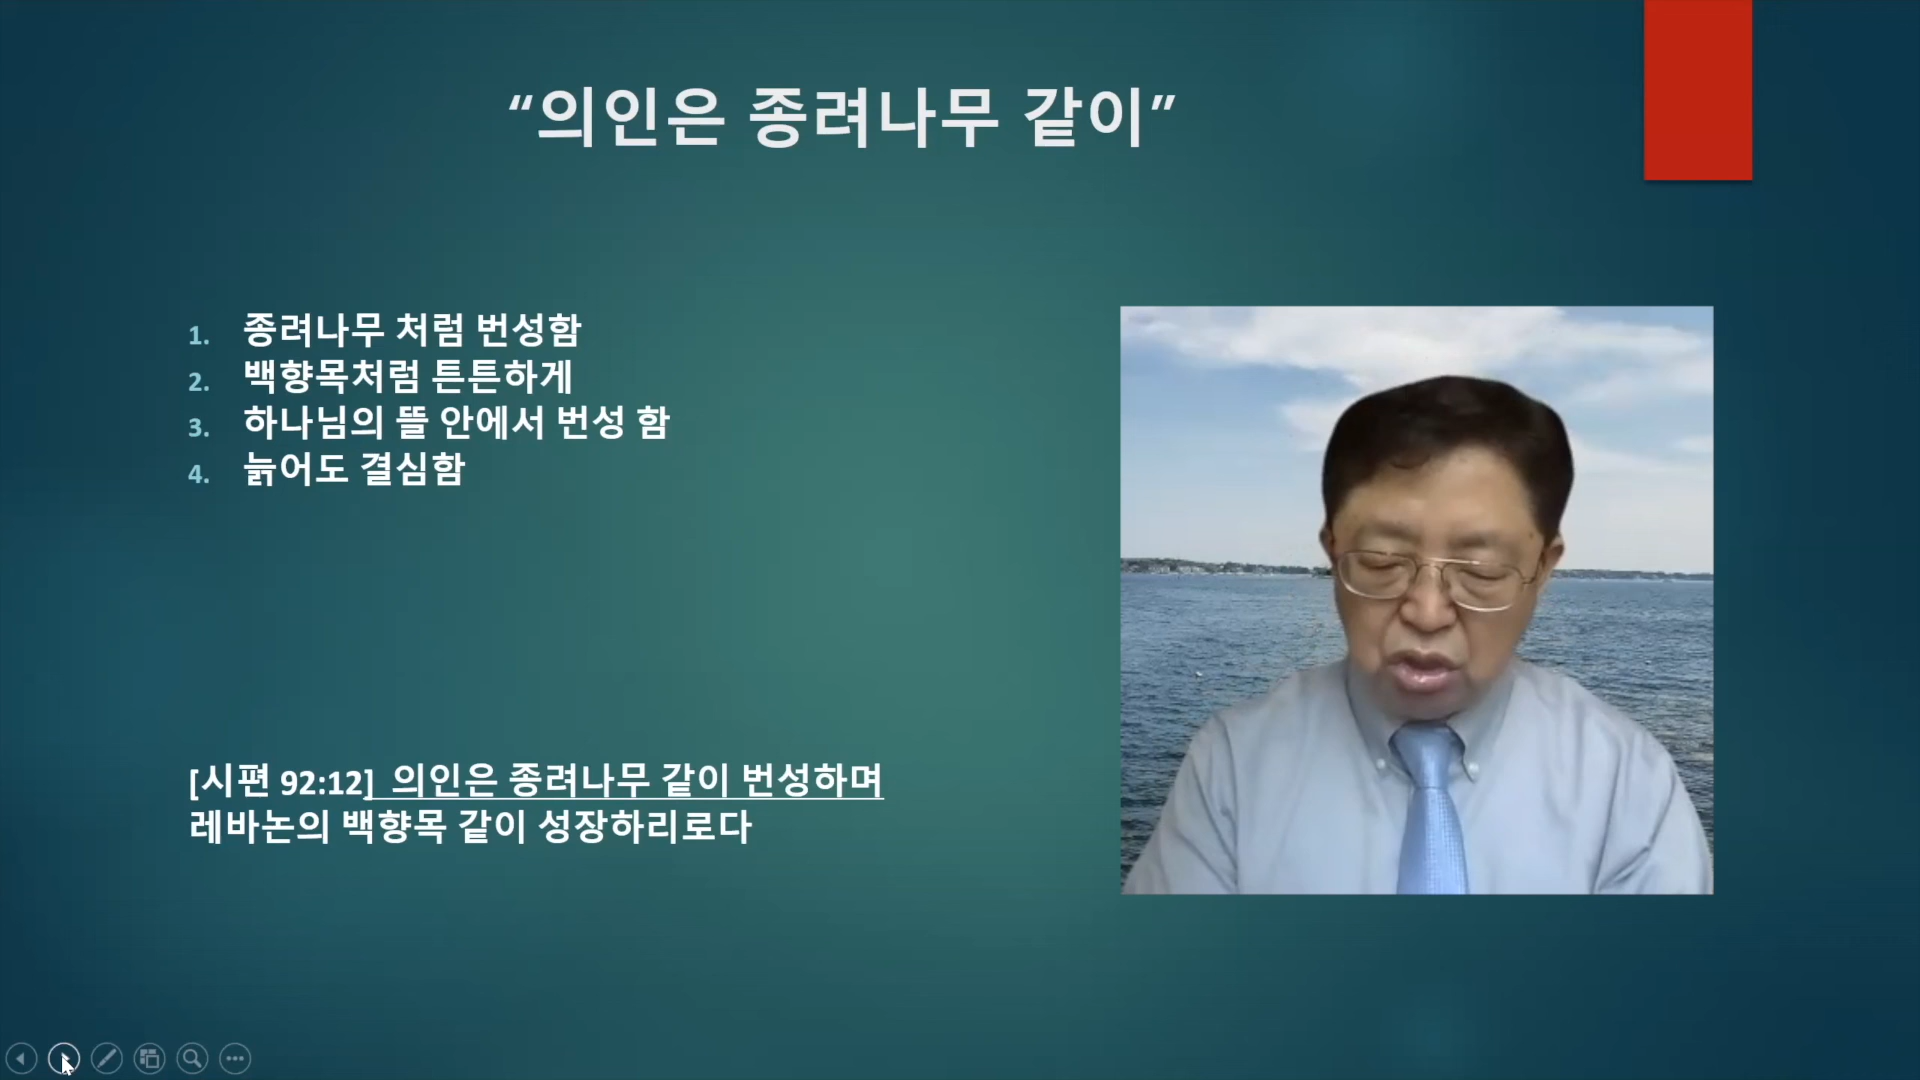 “의인은 종려나무 같이”
1. 종려나무 처럼 번성함
2. 백향목처럼 튼튼하게
3. 하나님의 뜰 안에서 번성 함
4. 늙어도 결심함
[시편 92:12] 의인은 종려나무 같이 번성하며
레바논의 백향목 같이 성장하리로다